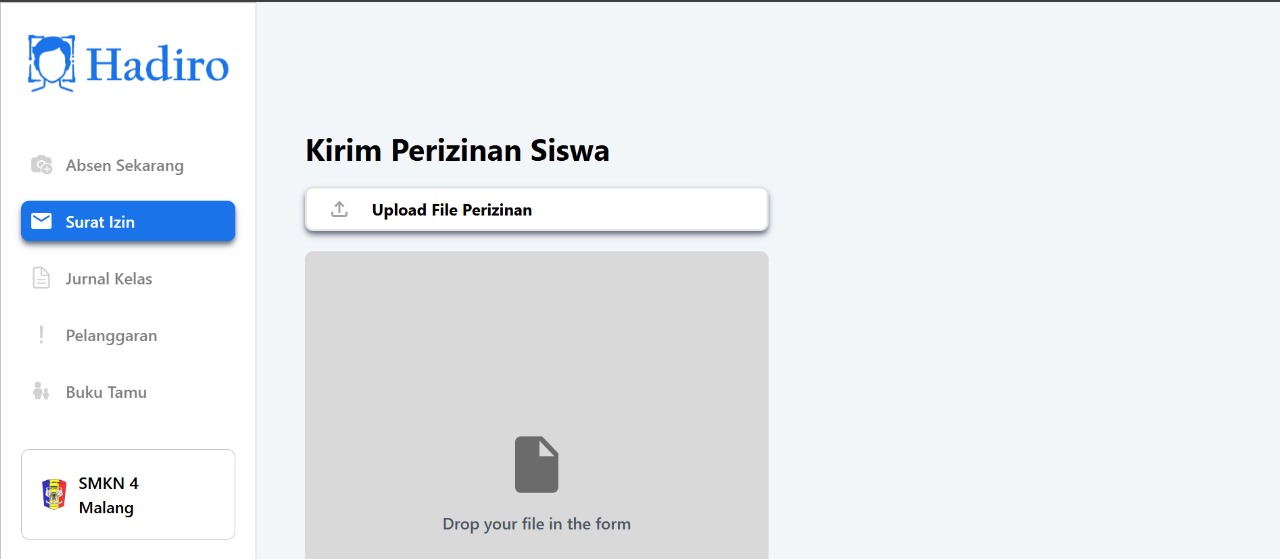 Hadiro
Absen Sekarang
Surat Izin
Jurnal Kelas
Pelanggaran
Buku Tamu
SMKN 4
Malang
Kirim Perizinan Siswa
Upload File Perizinan
Drop your file in the form